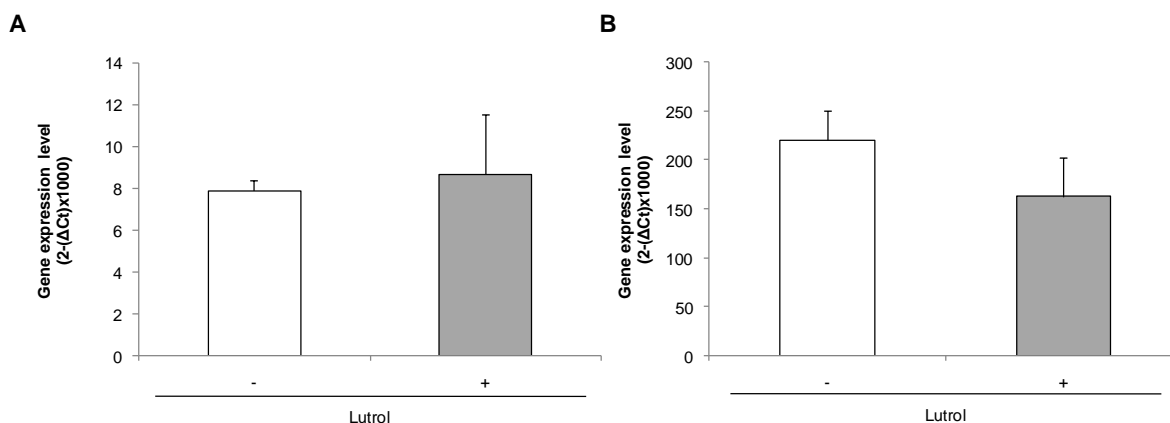 A
Gene expression level
(2-(ΔCt)x1000)
14
12
10
8
6
4
2
0
- +
Lutrol
B
Gene expression level
(2-(ΔCt)x1000)
300
250
200
150
100
50
0
- +
Lutrol